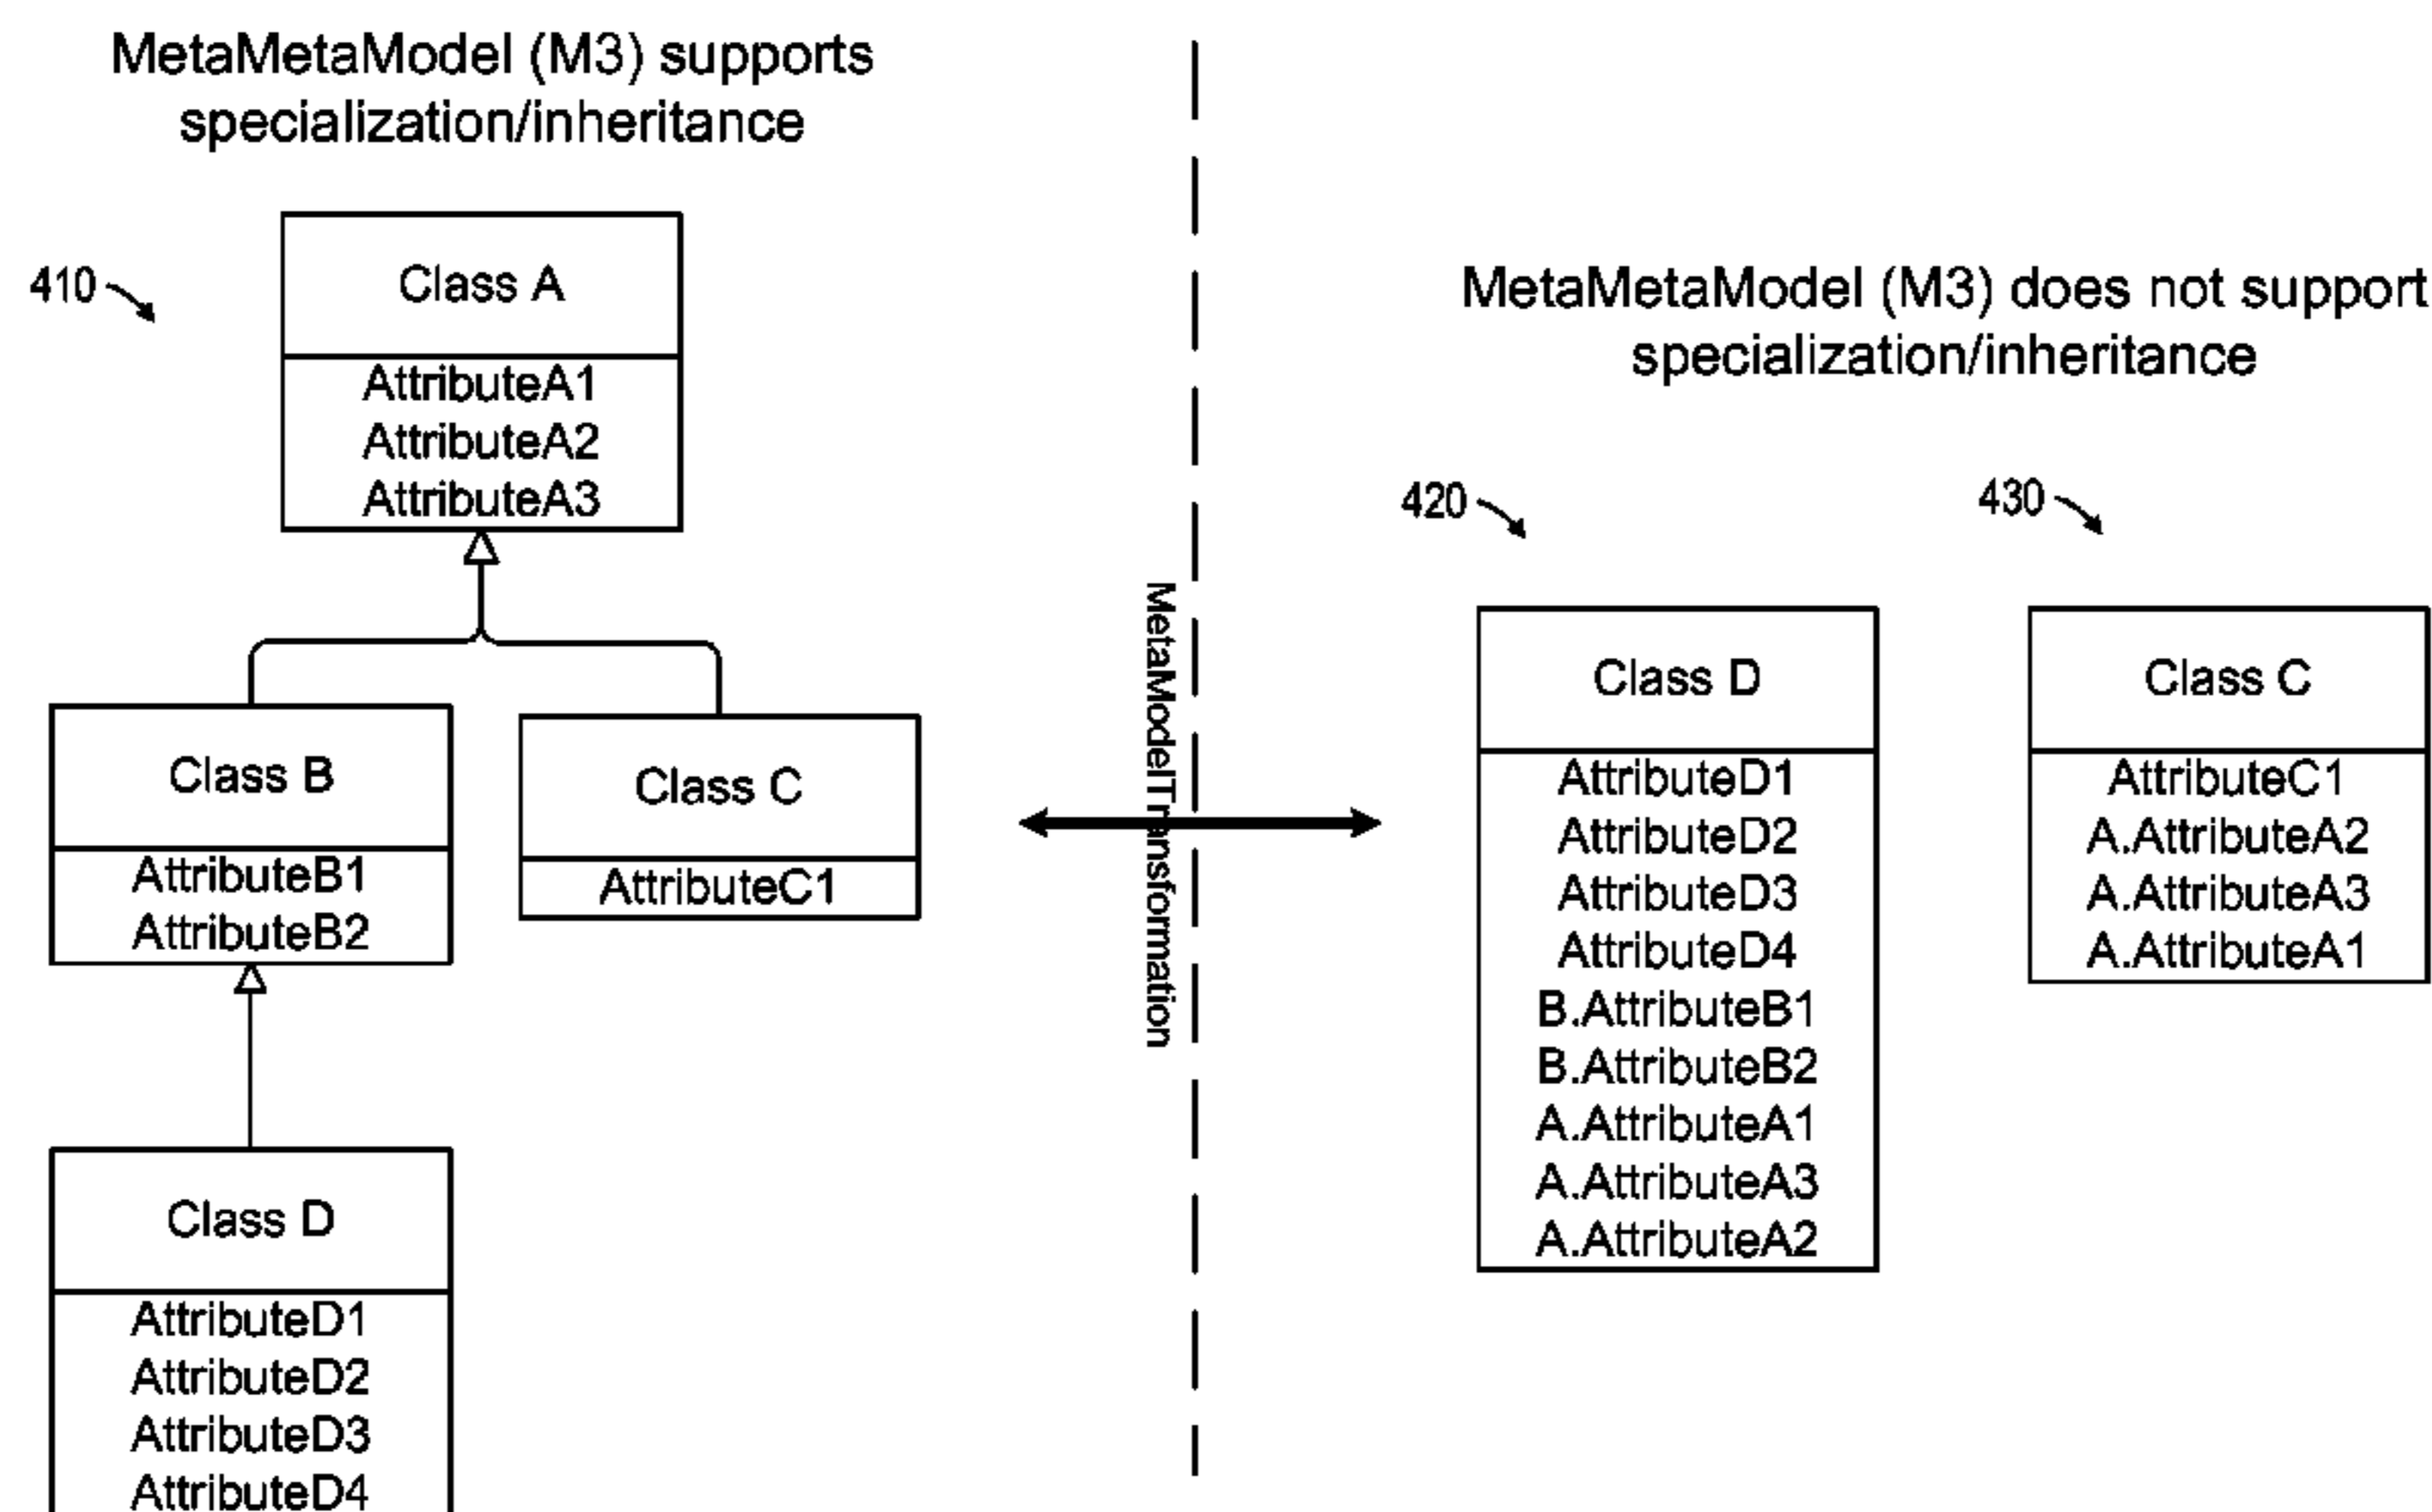 MetaMetaModel (M3) supports
specialization/inheritance
410
Class A
AttributeA1
AttributeA2
AttributeA3
Class B
AttributeB1
AttributeB2
Class C
AttributeC1
Class D
AttributeD1
AttributeD2
AttributeD3
AttributeD4
MetaModelTransformation
MetaMetaModel (M3) does not support
specialization/inheritance
420
Class D
AttributeD1
AttributeD2
AttributeD3
AttributeD4
B.AttributeB1
B.AttributeB2
A.AttributeA1
A.AttributeA3
A.AttributeA2
430
Class C
AttributeC1
A.AttributeA2
A.AttributeA3
A.AttributeA1